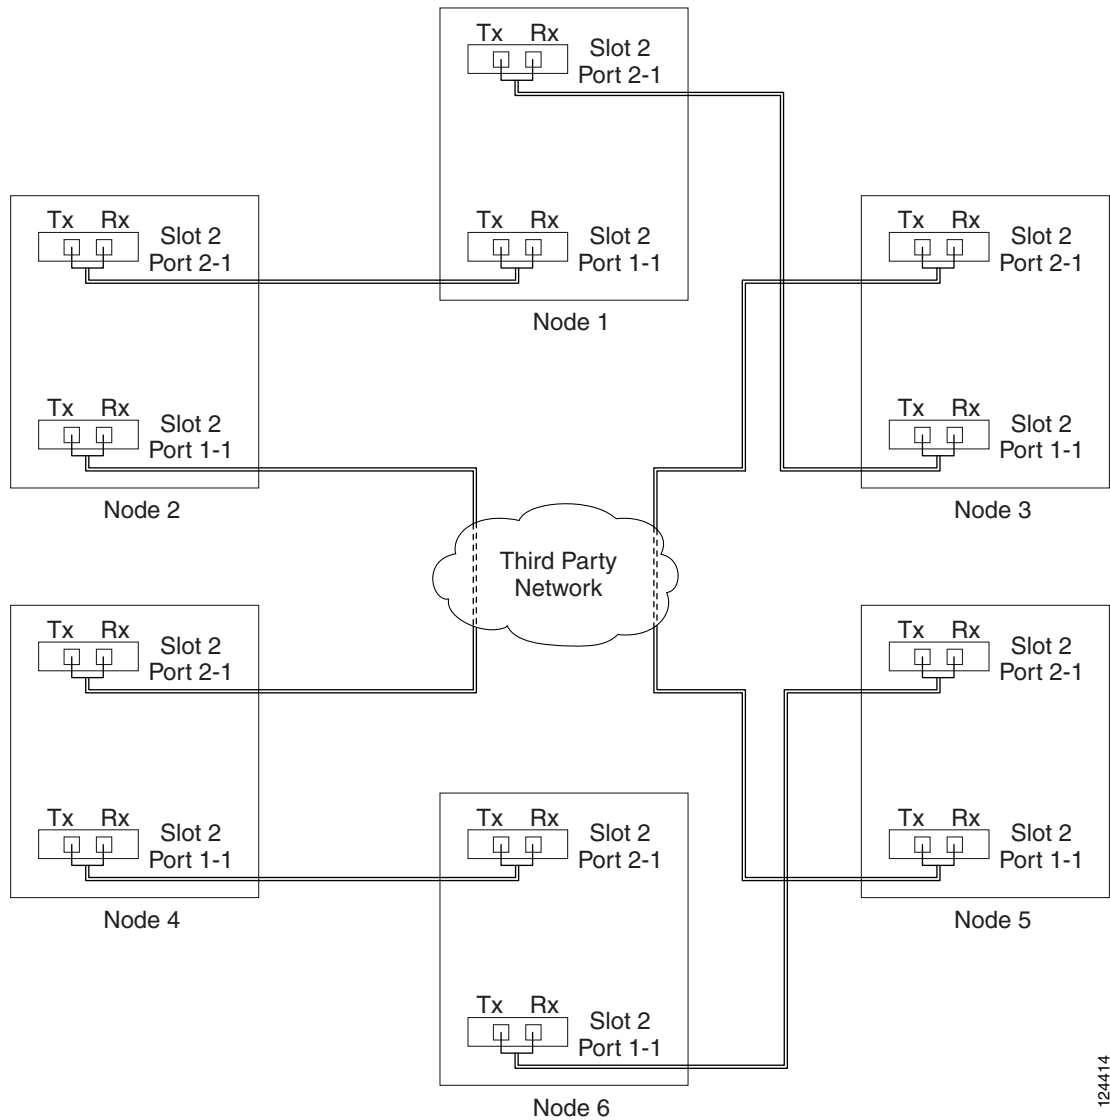 Tx Rx
Slot 2
Port 2-1
Tx Rx
Slot 2
Port 1-1
Node 1
Tx Rx
Slot 2
Port 2-1
Tx Rx
Slot 2
Port 1-1
Node 2
Tx Rx
Slot 2
Port 2-1
Tx Rx
Slot 2
Port 1-1
Node 3
Third Party
Network
Tx Rx
Slot 2
Port 2-1
Tx Rx
Slot 2
Port 1-1
Node 4
Tx Rx
Slot 2
Port 2-1
Tx Rx
Slot 2
Port 1-1
Node 5
Tx Rx
Slot 2
Port 2-1
Tx Rx
Slot 2
Port 1-1
Node 6
124414